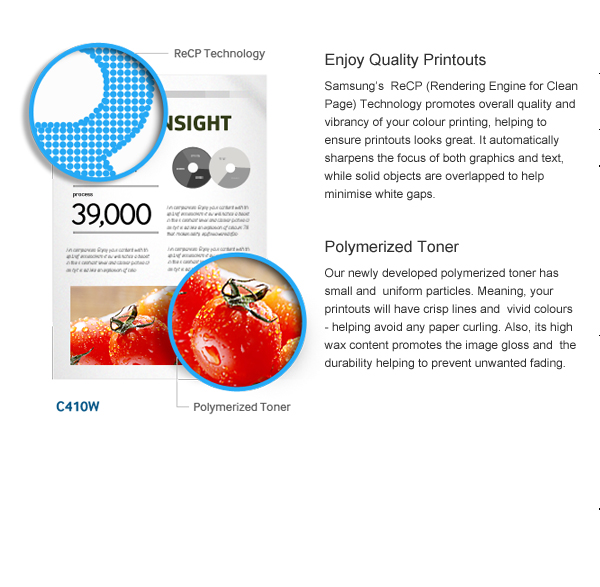 ReCP Technology
NSIGHT
process
39,000
C410W
Polymerized Toner
Enjoy Quality Printouts
Samsung's  ReCP (Rendering Engine for Clean
Page) Technology promotes overall quality and
vibrancy of your colour printing, helping to
ensure printouts looks great. It automatically
sharpens the focus of both graphics and text,
while solid objects are overlapped to help
minimise white gaps.
Polymerized Toner
Our newly developed polymerized toner has
small and  uniform particles. Meaning, your
printouts will have crisp lines and  vivid colours
- helping avoid any paper curling. Also, its high
wax content promotes the image gloss and  the
durability helping to prevent unwanted fading.